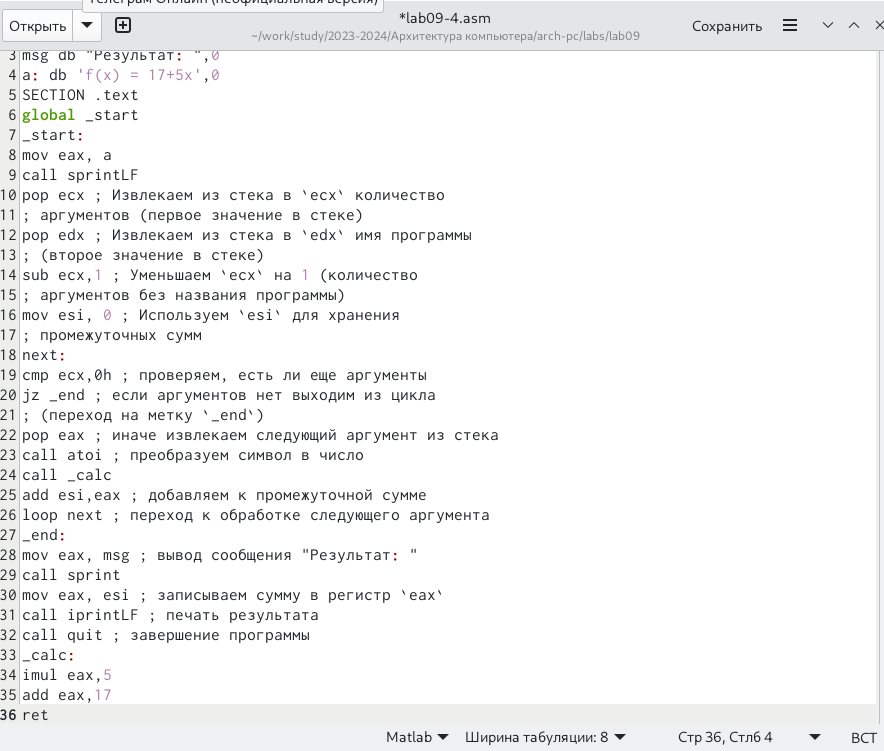 Телеграм Онлайн (неофициальная версия)
Открыть
*lab09-4.asm
~/work/study/2023-2024/Архитектура компьютера/arch-pc/labs/lab09
Сохранить
3 msg db "Результат: ",0
4 a: db 'f(x) = 17+5x',0
5 SECTION .text
6 global _start
7 _start:
8 mov eax, a
9 call sprintLF
10 pop ecx ; Извлекаем из стека в `ecx` количество
11 ; аргументов (первое значение в стеке)
12 pop edx ; Извлекаем из стека в `edx` имя программы
13 ; (второе значение в стеке)
14 sub ecx,1 ; Уменьшаем `ecx` на 1 (количество
15 ; аргументов без названия программы)
16 mov esi, 0 ; Используем `esi` для хранения
17 ; промежуточных сумм
18 next:
19 cmp ecx,0h ; проверяем, есть ли еще аргументы
20 jz _end ; если аргументов нет выходим из цикла
21 ; (переход на метку `_end`)
22 pop eax ; иначе извлекаем следующий аргумент из стека
23 call atoi ; преобразуем символ в число
24 call _calc
25 add esi,eax ; добавляем к промежуточной сумме
26 loop next ; переход к обработке следующего аргумента
27 _end:
28 mov eax, msg ; вывод сообщения "Результат: "
29 call sprint
30 mov eax, esi ; записываем сумму в регистр `eax`
31 call iprintLF ; печать результата
32 call quit ; завершение программы
33 _calc:
34 imul eax,5
35 add eax,17
36 ret
Matlab Ширина табуляции: 8 Стр 36, Стлб 4 ВСТ